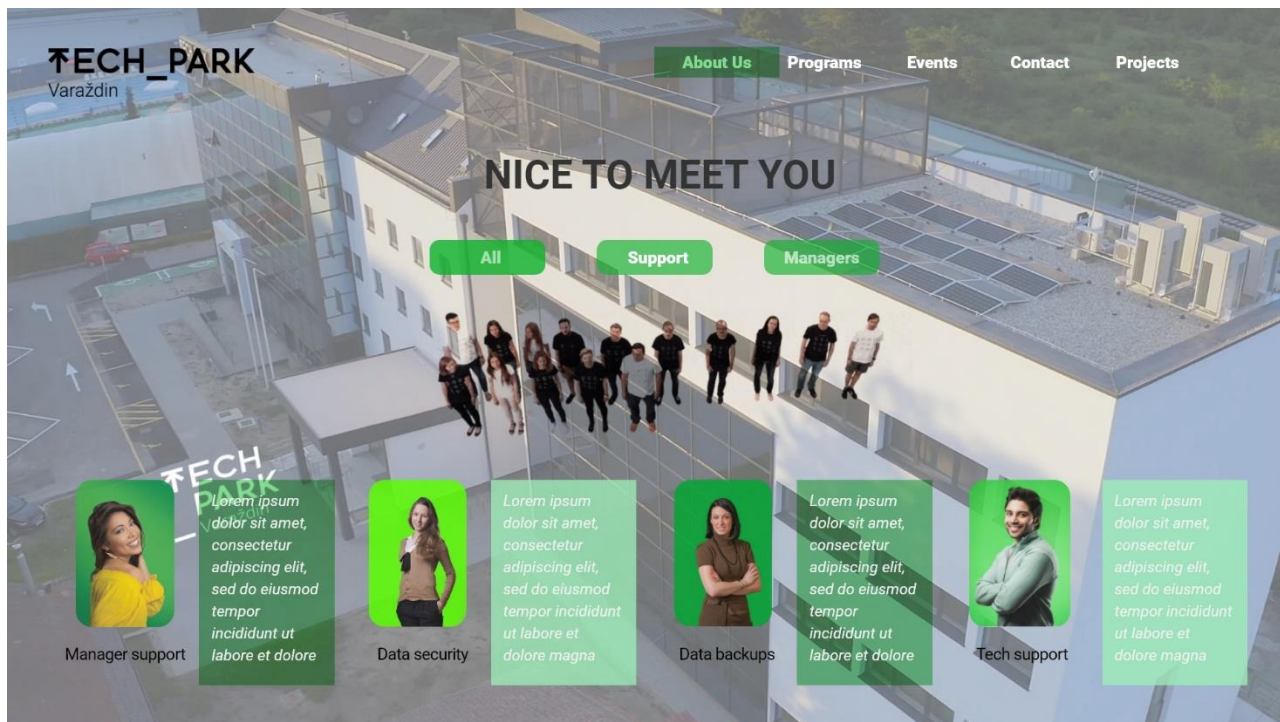 TECH_PARK
Varaždin
About Us
Programs
Events
Contact
Projects
NICE TO MEET YOU
All
Support
Managers
TECH
PARK
Varaždin
Lorem ipsum
dolor sit amet,
consectetur
adipiscing elit,
sed do eiusmod
tempor
incididunt ut
labore et dolore
Manager support
Lorem ipsum
dolor sit amet,
consectetur
adipiscing elit,
sed do eiusmod
tempor incididunt
ut labore et
dolore magna
Data security
Lorem ipsum
dolor sit amet,
consectetur
adipiscing elit,
sed do eiusmod
tempor
incididunt ut
labore et dolore
Data backups
Lorem ipsum
dolor sit amet,
consectetur
adipiscing elit,
sed do eiusmod
tempor incididunt
ut labore et
dolore magna
Tech support